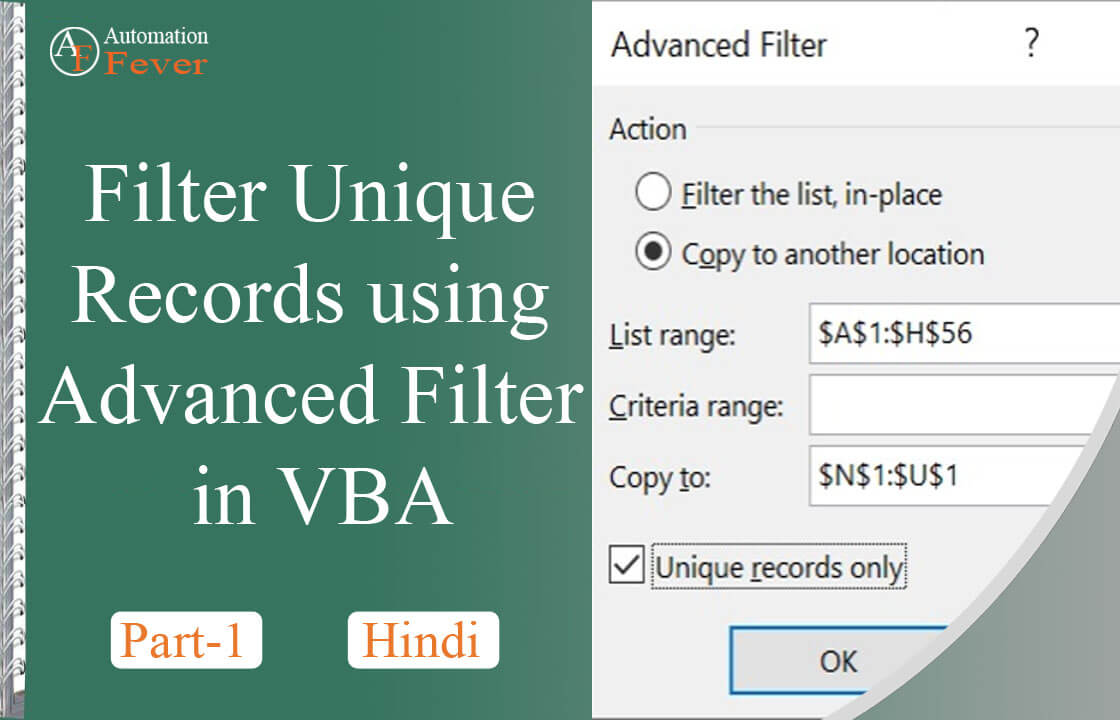 AF Automation
Fever
Filter Unique
Records using
Advanced Filter
in VBA
Part-1
Hindi
Advanced Filter ?
Action
Filter the list, in-place
Copy to another location
List range: $A$1:$H$56
Criteria range:
Copy to: $N$1:$U$1
Unique records only
OK